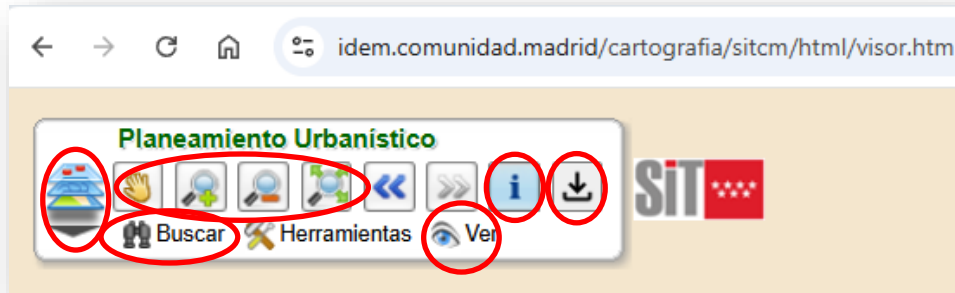 idem.comunidad.madrid/cartografia/sitcm/html/visor.htm
Planeamiento Urbanístico
i
SiT
Buscar Herramientas Ver